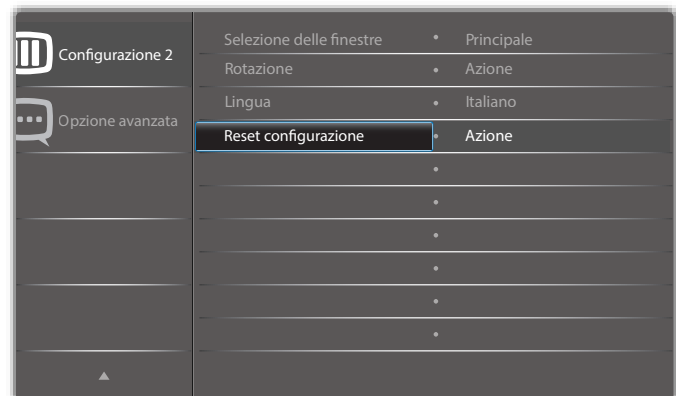 Configurazione 2
Opzione avanzata
Selezione delle finestre • Principale
Rotazione • Azione
Lingua • Italiano
Reset configurazione • Azione